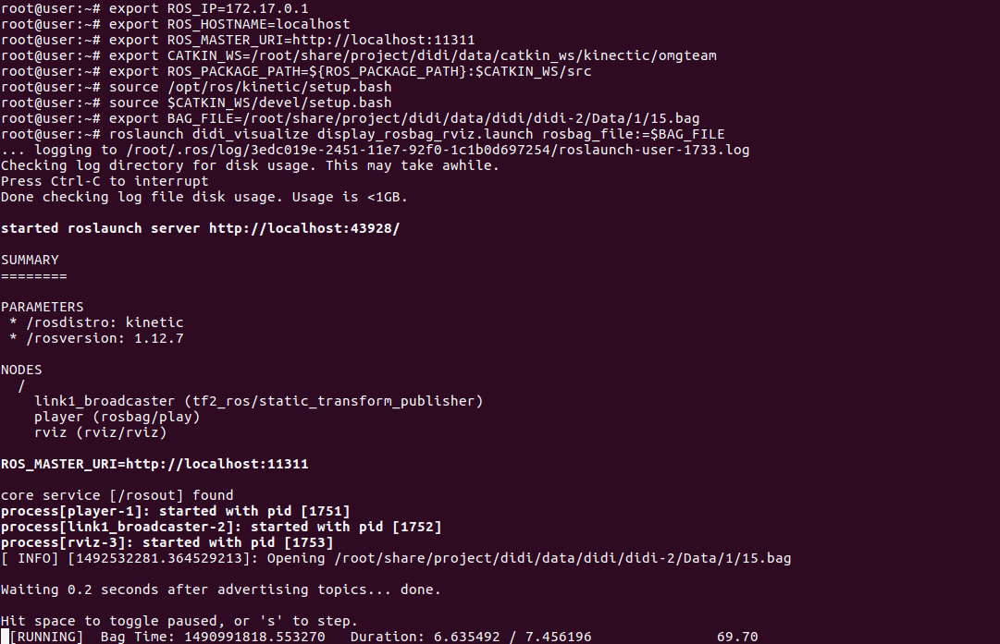 root@user:~# export ROS_IP=172.17.0.1
root@user:~# export ROS_HOSTNAME=localhost
root@user:~# export ROS_MASTER_URI=http://localhost:11311
root@user:~# export CATKIN_WS=/root/share/project/didi/data/catkin_ws/kinectic/omgteam
root@user:~# export ROS_PACKAGE_PATH=${ROS_PACKAGE_PATH}:$CATKIN_WS/src
root@user:~# source /opt/ros/kinetic/setup.bash
root@user:~# source $CATKIN_WS/devel/setup.bash
root@user:~# export BAG_FILE=/root/share/project/didi/data/didi/didi-2/Data/1/15.bag
root@user:~# roslaunch didi_visualize display_rosbag_rviz.launch rosbag_file:=$BAG_FILE
... logging to /root/.ros/log/3edc019e-2451-11e7-92f0-1c1b0d697254/roslaunch-user-1733.log
Checking log directory for disk usage. This may take awhile.
Press Ctrl-C to interrupt
Done checking log file disk usage. Usage is <1GB.
started roslaunch server http://localhost:43928/
SUMMARY
========
PARAMETERS
 * /rosdistro: kinetic
 * /rosversion: 1.12.7
NODES
  /
    link1_broadcaster (tf2_ros/static_transform_publisher)
    player (rosbag/play)
    rviz (rviz/rviz)
ROS_MASTER_URI=http://localhost:11311
core service [/rosout] found
process[player-1]: started with pid [1751]
process[link1_broadcaster-2]: started with pid [1752]
process[rviz-3]: started with pid [1753]
[ INFO] [1492532281.364529213]: Opening /root/share/project/didi/data/didi/didi-2/Data/1/15.bag
Waiting 0.2 seconds after advertising topics... done.
Hit space to toggle paused, or 's' to step.
[RUNNING]  Bag Time: 1490991818.553270   Duration: 6.635492 / 7.456196               69.70